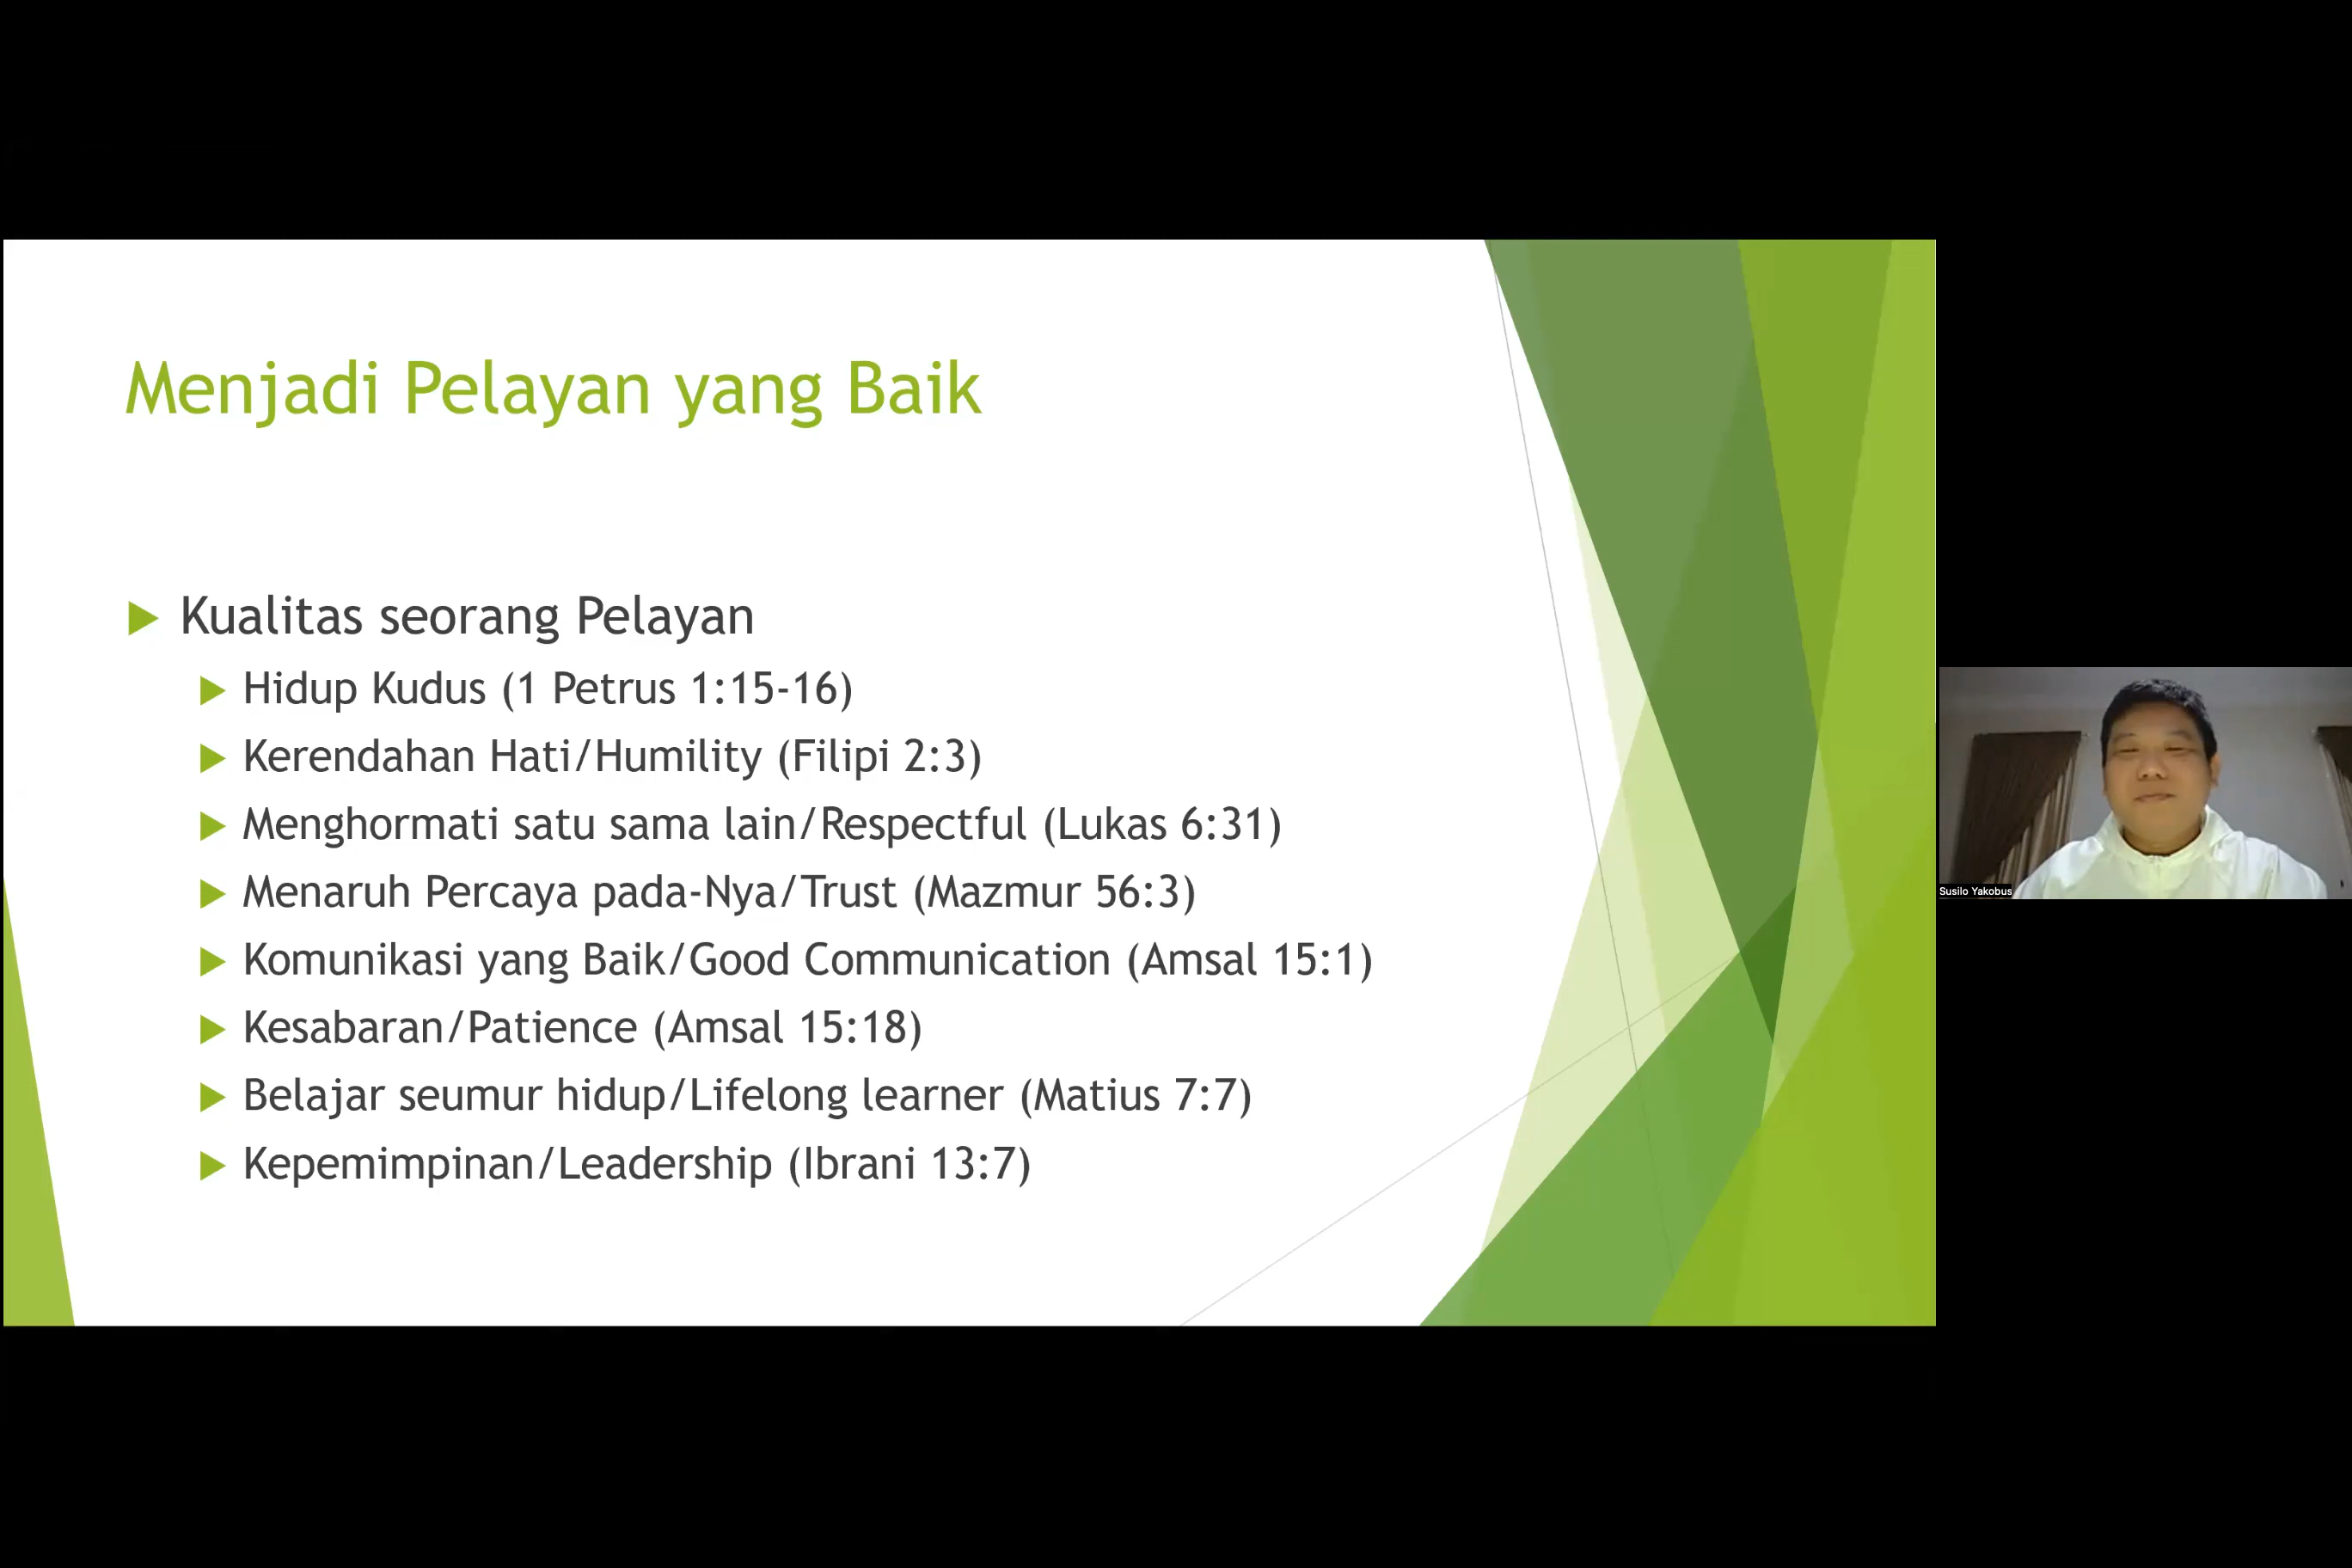 Menjadi Pelayan yang Baik
Kualitas seorang Pelayan
Hidup Kudus (1 Petrus 1:15-16)
Kerendahan Hati/Humility (Filipi 2:3)
Menghormati satu sama lain/Respectful (Lukas 6:31)
Menaruh Percaya pada-Nya/Trust (Mazmur 56:3)
Komunikasi yang Baik/Good Communication (Amsal 15:1)
Kesabaran/Patience (Amsal 15:18)
Belajar seumur hidup/Lifelong learner (Matius 7:7)
Kepemimpinan/Leadership (Ibrani 13:7)
Susilo Yakobus